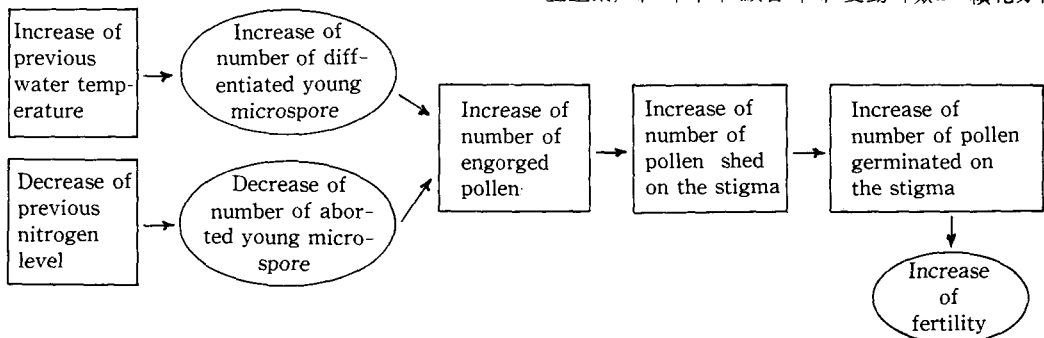 Increase of
previous
water temp-
erature
Increase of
number of diff-
entiated young
microspore
Decrease of
previous
nitrogen
level
Decrease of
number of abor-
ted young micro-
spore
Increase of
number of
engorged
pollen
Increase of
number of
pollen shed
on the stigma
Increase of
number of pollen
germinated on
the stigma
Increase
of
fertility